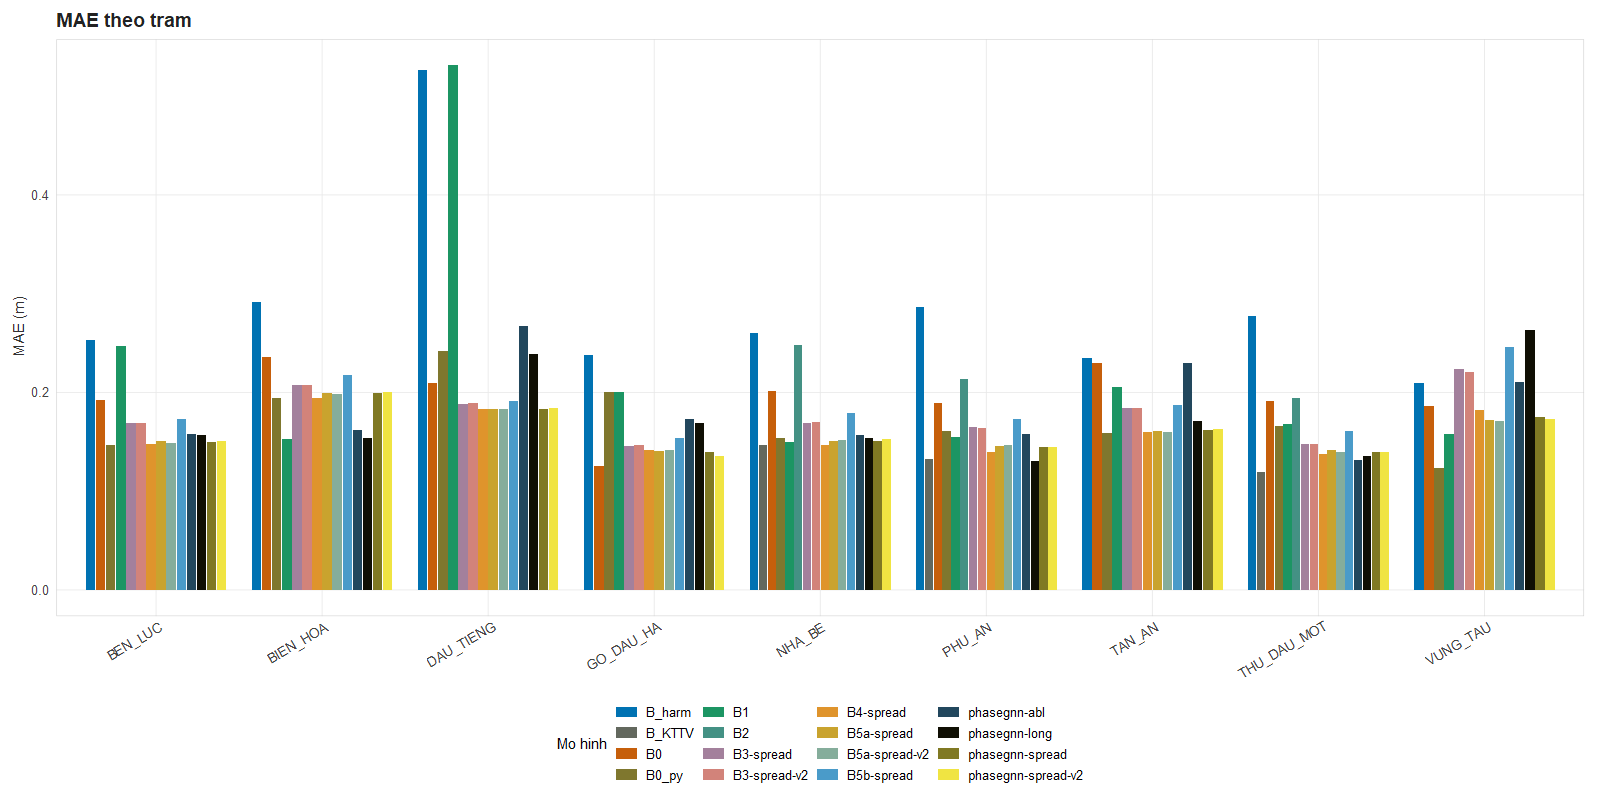 MAE theo tram
MAE (m)
0.4
0.2
0.0
BEN_LUC
BIEN_HOA
DAU_TIENG
GO_DAU_HA
NHA_BE
PHU_AN
TAN_AN
THU_DAU_MOT
VUNG_TAU
Mo hinh
B_harm
B_KTTV
B0
B0_py
B1
B2
B3-spread
B3-spread-v2
B4-spread
B5a-spread
B5a-spread-v2
B5b-spread
phasegnn-abl
phasegnn-long
phasegnn-spread
phasegnn-spread-v2